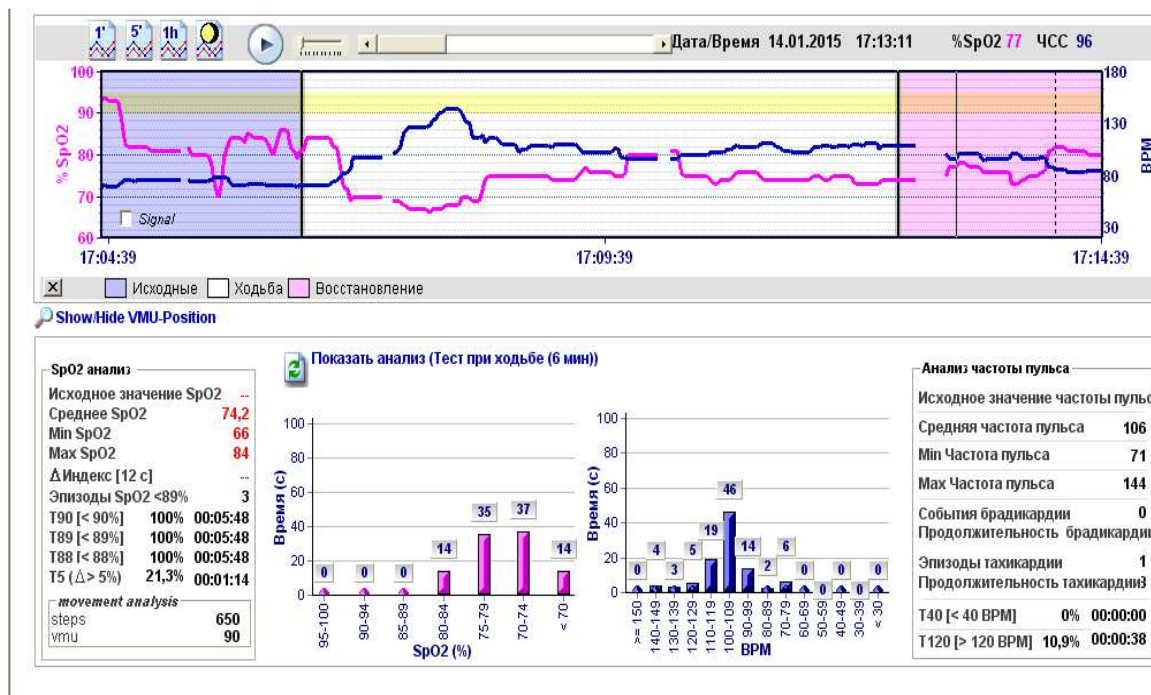 1' 5' 1h Дата/Время 14.01.2015 17:13:11 %SpO2 77 ЧСС 96
100 180
90 130
80 80
70 30
60
% SpO2
BPM
Signal
17:04:39 17:09:39 17:14:39
X Исходные Ходьба Восстановление
Show/Hide VMU-Position
SpO2 анализ
Исходное значение SpO2 --
Среднее SpO2 74,2
Min SpO2 66
Max SpO2 84
Δ Индекс [12 с] --
Эпизоды SpO2 <89% 3
T90 [< 90%] 100% 00:05:48
T89 [< 89%] 100% 00:05:48
T88 [< 88%] 100% 00:05:48
T5 (Δ> 5%) 21,3% 00:01:14
movement analysis
steps 650
vmu 90
Показать анализ (Тест при ходьбе (6 мин))
Время (с)
100
80
60
40
20
0
0 0 0 14 35 37 14
95-100 90-94 85-89 80-84 75-79 70-74 < 70
SpO2 (%)
Время (с)
100
80
60
40
20
0
0 4 3 5 19 46 14 2 6 0 0 0 0 0
>= 150 140-149 130-139 120-129 110-119 100-109 90-99 80-89 70-79 60-69 50-59 40-49 30-39 < 30
BPM
Анализ частоты пульса
Исходное значение частоты пульс
Средняя частота пульса 106
Min Частота пульса 71
Max Частота пульса 144
События брадикардии 0
Продолжительность брадикардии
Эпизоды тахикардии 1
Продолжительность тахикардии
T40 [< 40 BPM] 0% 00:00:00
T120 [> 120 BPM] 10,9% 00:00:38